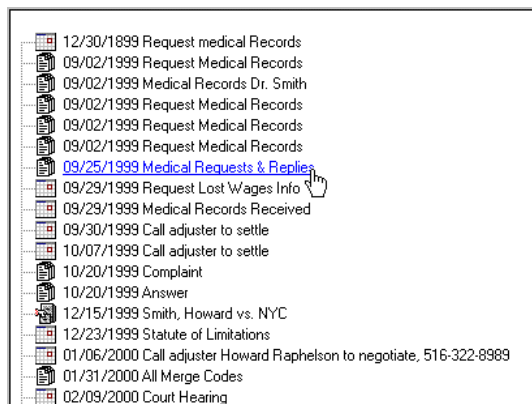 12/30/1899 Request medical Records
09/02/1999 Request Medical Records
09/02/1999 Medical Records Dr. Smith
09/02/1999 Request Medical Records
09/02/1999 Request Medical Records
09/02/1999 Request Medical Records
09/25/1999 Medical Requests & Replies
09/29/1999 Request Lost Wages Info
09/29/1999 Medical Records Received
09/30/1999 Call adjuster to settle
10/07/1999 Call adjuster to settle
10/20/1999 Complaint
10/20/1999 Answer
12/15/1999 Smith, Howard vs. NYC
12/23/1999 Statute of Limitations
01/06/2000 Call adjuster Howard Raphelson to negotiate, 516-322-8989
01/31/2000 All Merge Codes
02/09/2000 Court Hearing